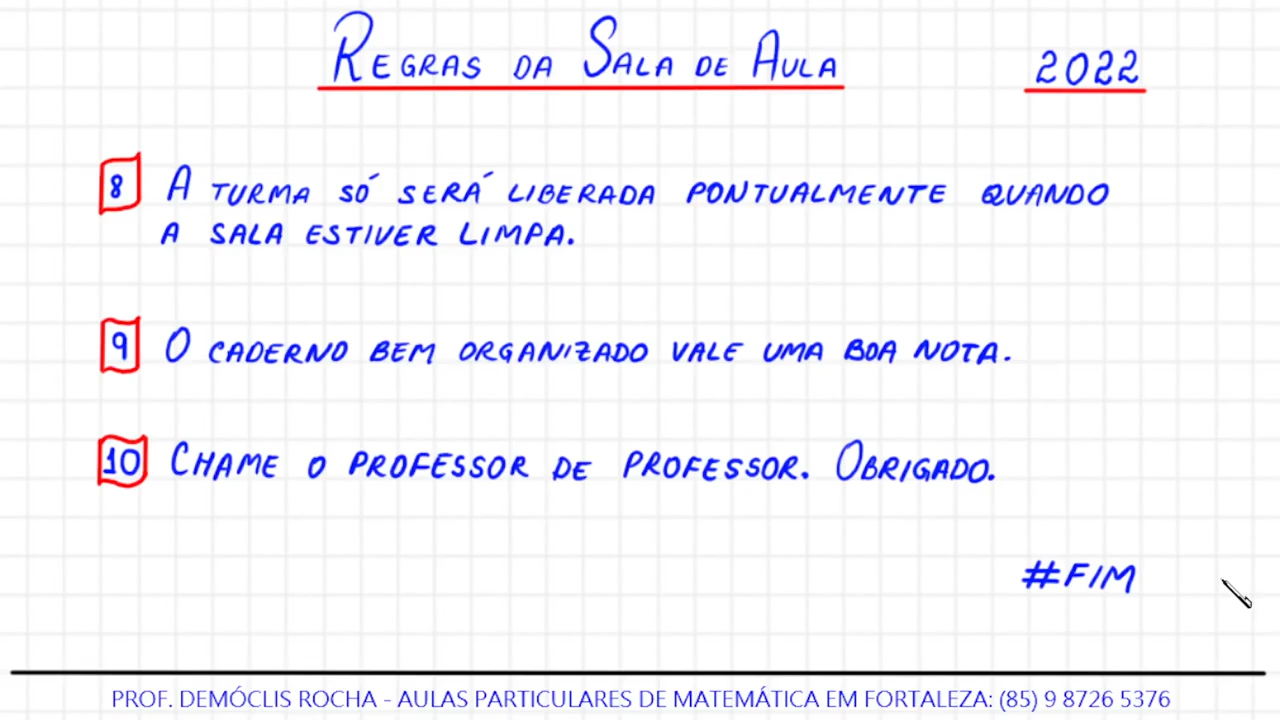 REGRAS DA SALA DE AULA 2022
8 A TURMA SÓ SERÁ LIBERADA PONTUALMENTE QUANDO
A SALA ESTIVER LIMPA.
9 O CADERNO BEM ORGANIZADO VALE UMA BOA NOTA.
10 CHAME O PROFESSOR DE PROFESSOR. OBRIGADO.
#FIM
PROF. DEMÓCLIS ROCHA - AULAS PARTICULARES DE MATEMÁTICA EM FORTALEZA: (85) 9 8726 5376